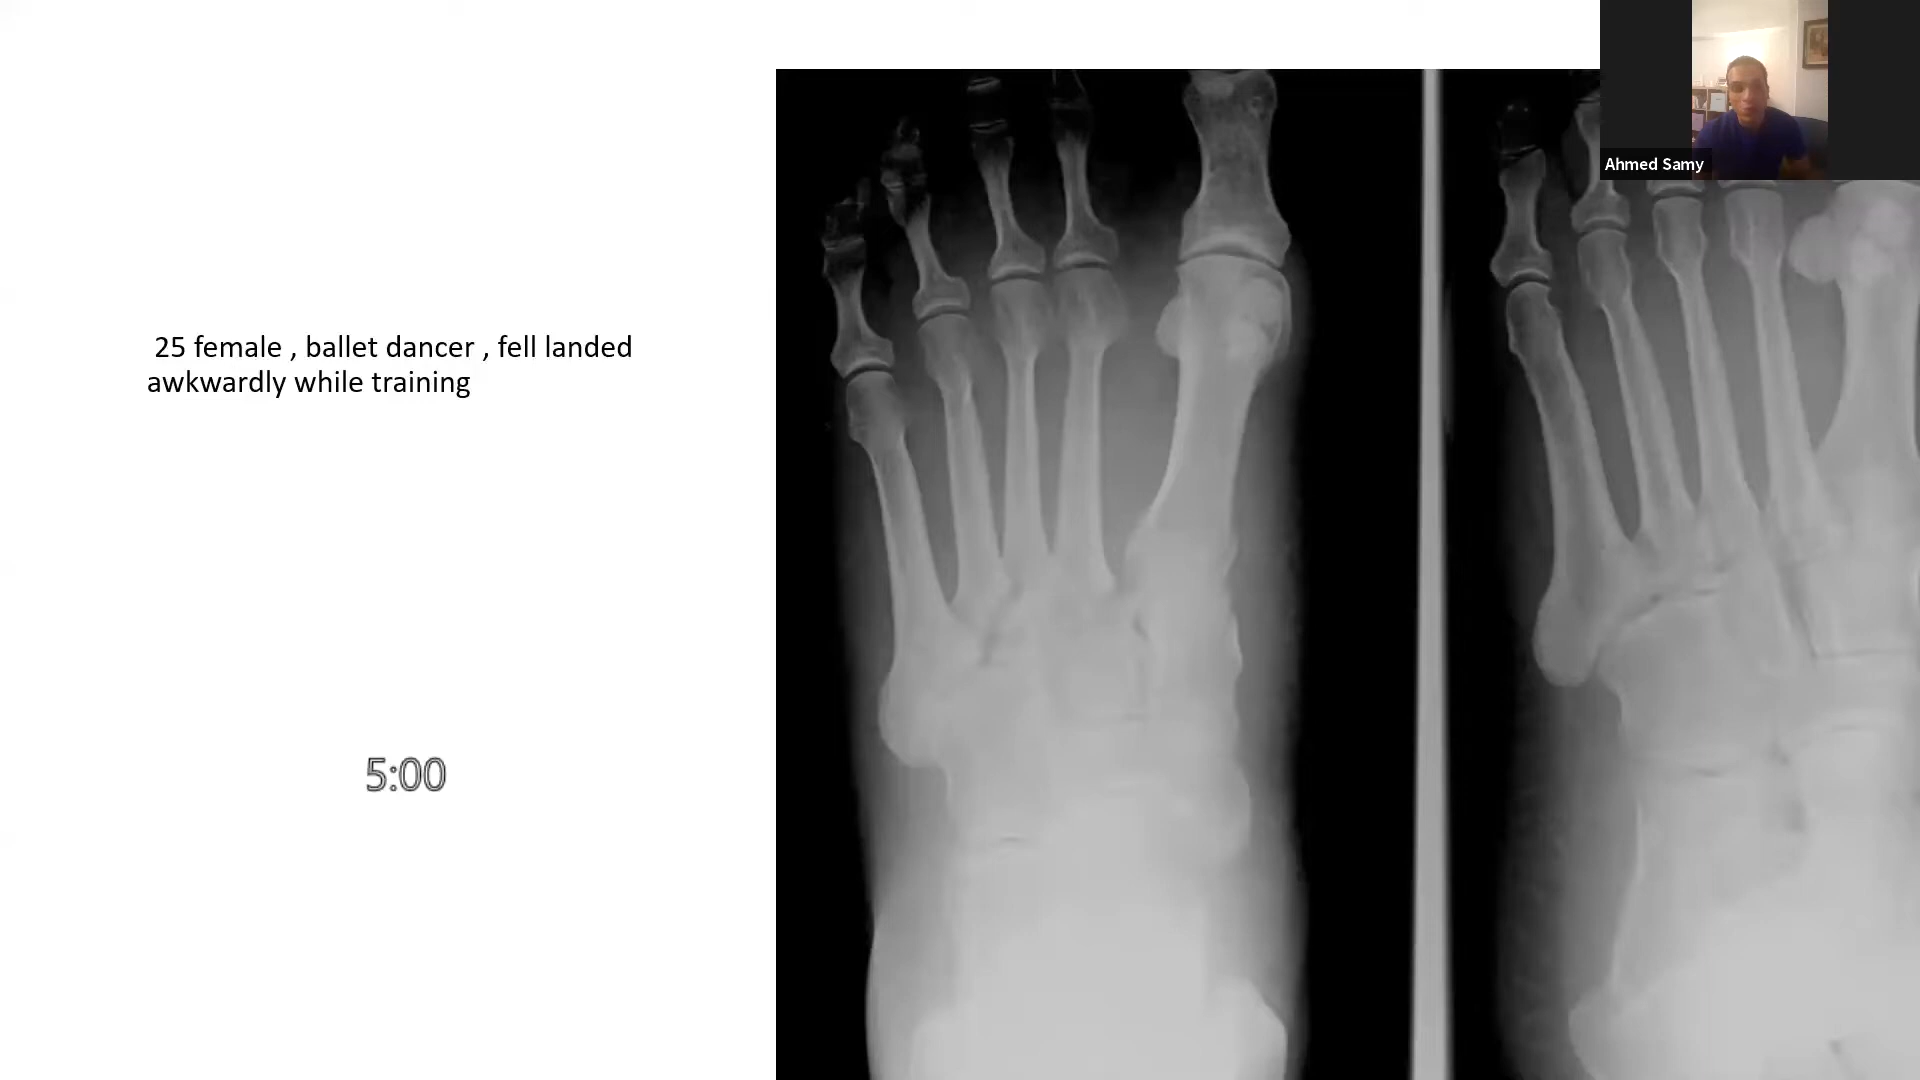 Ahmed Samy
25 female , ballet dancer , fell landed
awkwardly while training
5:00